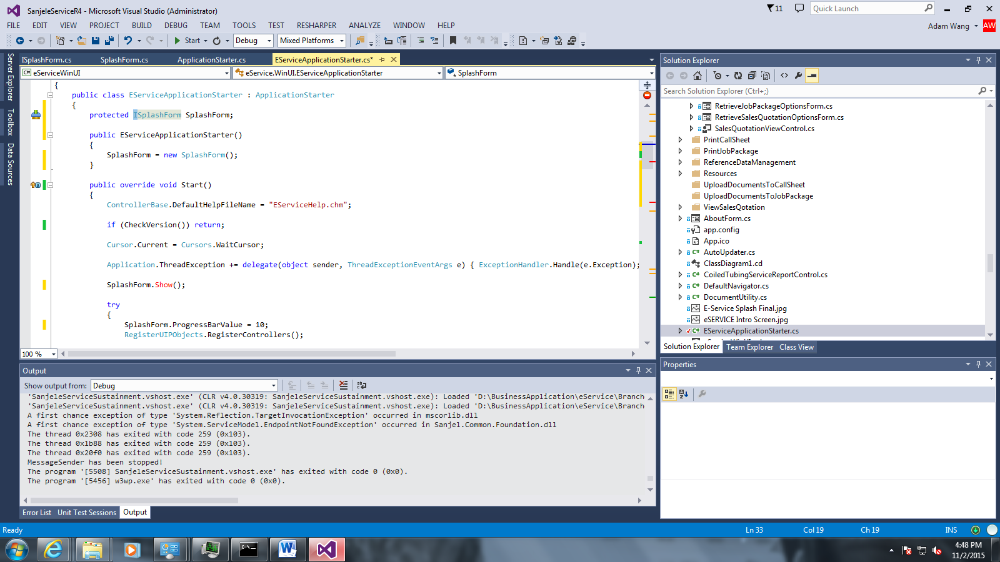 SanjeleServiceR4 - Microsoft Visual Studio (Administrator)
11
Quick Launch
FILE EDIT VIEW PROJECT BUILD DEBUG TEAM TOOLS TEST RESHARPER ANALYZE WINDOW HELP
Adam Wang
AW
Start
Debug
Mixed Platforms
Server Explorer
Toolbox
Data Sources
ISplashForm.cs
SplashForm.cs
ApplicationStarter.cs
EServiceApplicationStarter.cs*
eServiceWinUI
eService.WinUI.EServiceApplicationStarter
SplashForm
{
public class EServiceApplicationStarter : ApplicationStarter
{
protected ISplashForm SplashForm;
public EServiceApplicationStarter()
{
SplashForm = new SplashForm();
}
public override void Start()
{
ControllerBase.DefaultHelpFileName = "EServiceHelp.chm";
if (CheckVersion()) return;
Cursor.Current = Cursors.WaitCursor;
Application.ThreadException += delegate(object sender, ThreadExceptionEventArgs e) { ExceptionHandler.Handle(e.Exception);
SplashForm.Show();
try
{
SplashForm.ProgressBarValue = 10;
RegisterUIPObjects.RegisterControllers();
100 %
Output
Show output from:
Debug
'SanjeleServiceSustainment.vshost.exe' (CLR v4.0.30319: SanjeleServiceSustainment.vshost.exe): Loaded 'D:\BusinessApplication\eService\Branche
'SanjeleServiceSustainment.vshost.exe' (CLR v4.0.30319: SanjeleServiceSustainment.vshost.exe): Loaded 'D:\BusinessApplication\eService\Branche
A first chance exception of type 'System.Reflection.TargetInvocationException' occurred in mscorlib.dll
A first chance exception of type 'System.ServiceModel.EndpointNotFoundException' occurred in Sanjel.Common.Foundation.dll
The thread 0x2308 has exited with code 259 (0x103).
The thread 0x1b88 has exited with code 259 (0x103).
The thread 0x20f0 has exited with code 259 (0x103).
MessageSender has been stopped!
The program '[5508] SanjeleServiceSustainment.vshost.exe' has exited with code 0 (0x0).
The program '[5456] w3wp.exe' has exited with code 0 (0x0).
Error List
Unit Test Sessions
Output
Solution Explorer
Search Solution Explorer (Ctrl+;)
RetrieveJobPackageOptionsForm.cs
RetrieveSalesQuotationOptionsForm.cs
SalesQuotationViewControl.cs
PrintCallSheet
PrintJobPackage
ReferenceDataManagement
Resources
UploadDocumentsToCallSheet
UploadDocumentsToJobPackage
ViewSalesQotation
AboutForm.cs
app.config
App.ico
AutoUpdater.cs
ClassDiagram1.cd
CoiledTubingServiceReportControl.cs
DefaultNavigator.cs
DocumentUtility.cs
E-Service Splash Final.jpg
eSERVICE Intro Screen.jpg
EServiceApplicationStarter.cs
Solution Explorer
Team Explorer
Class View
Properties
Ready
Ln 33
Col 19
Ch 19
INS
4:48 PM
11/2/2015